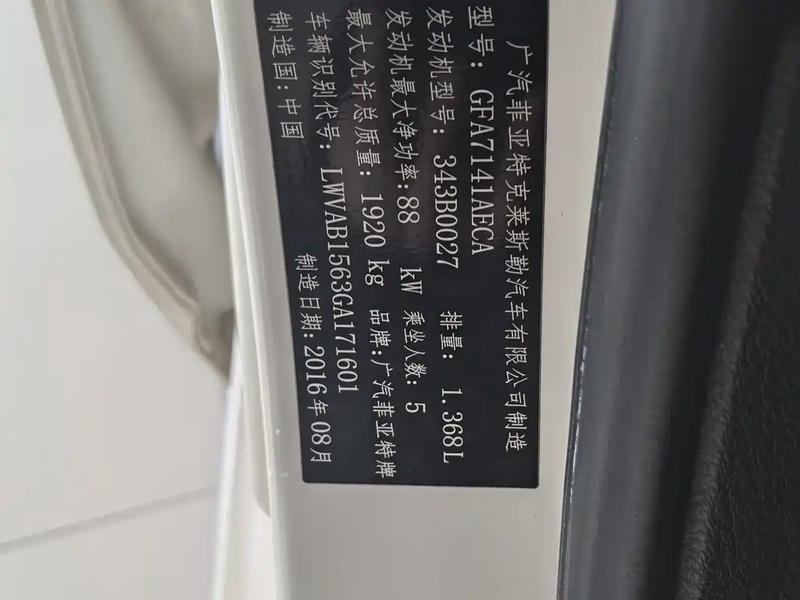 广汽菲亚特克莱斯勒汽车有限公司制造
型号: GFA7141AECA
发动机型号: 343B0027 排量: 1.368L
发动机最大净功率:88 kW 乘坐人数: 5
最大允许总质量: 1920 kg 品牌:广汽菲亚特牌
车辆识别代号: LWVAB1563GA171601
制造国:中国 制造日期:2016年08月